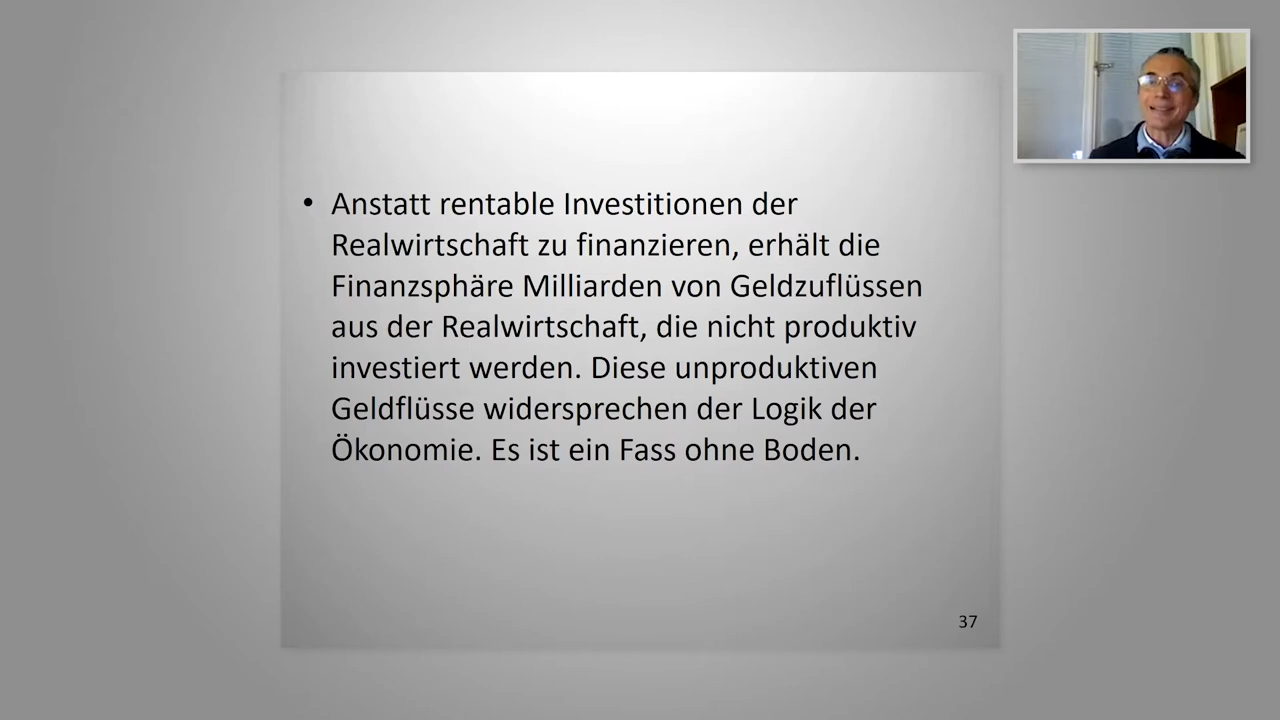 • Anstatt rentable Investitionen der
Realwirtschaft zu finanzieren, erhält die
Finanzsphäre Milliarden von Geldzuflüssen
aus der Realwirtschaft, die nicht produktiv
investiert werden. Diese unproduktiven
Geldflüsse widersprechen der Logik der
Ökonomie. Es ist ein Fass ohne Boden.
37